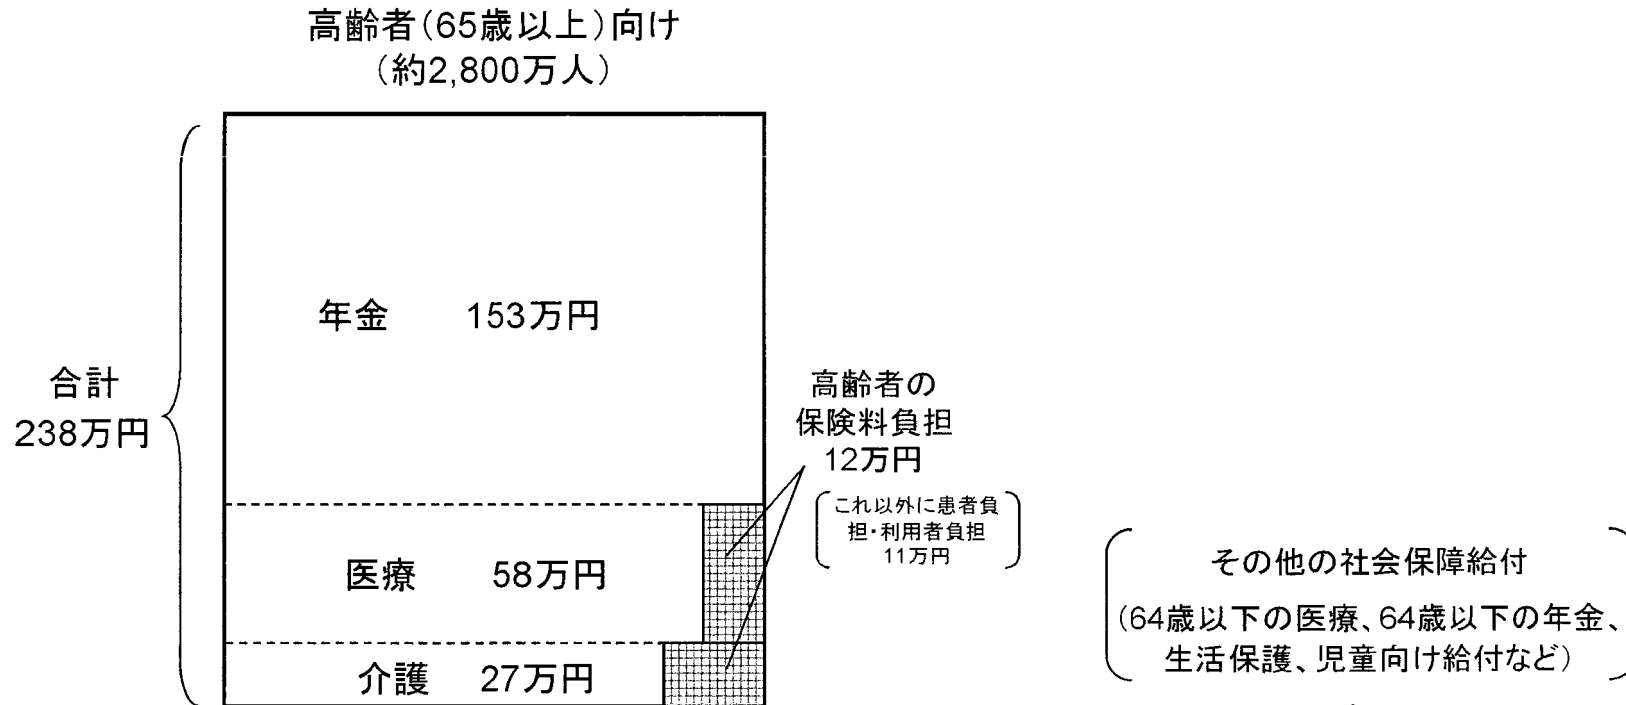 高齢者(65歳以上)向け
(約2,800万人)
年金 153万円
合計
238万円
高齢者の
保険料負担
12万円
これ以外に患者負
担・利用者負担
11万円
医療 58万円
介護 27万円
その他の社会保障給付
(64歳以下の医療、64歳以下の年金、
生活保護、児童向け給付など)